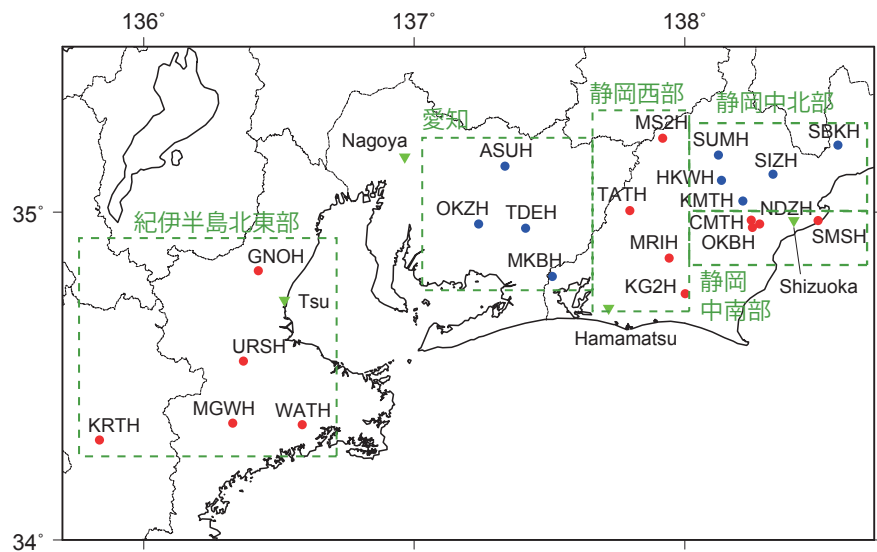 136˚
137˚
138˚
静岡西部
静岡中北部
愛知
MS2H
SBKH
Nagoya
SUMH
ASUH
SIZH
HKWH
35˚
TATH
KMTH
NDZH
OKZH
TDEH
CMTH
紀伊半島北東部
OKBH
SMSH
MRIH
GNOH
MKBH
静岡
中南部
Shizuoka
KG2H
Tsu
Hamamatsu
URSH
MGWH
WATH
KRTH
34˚